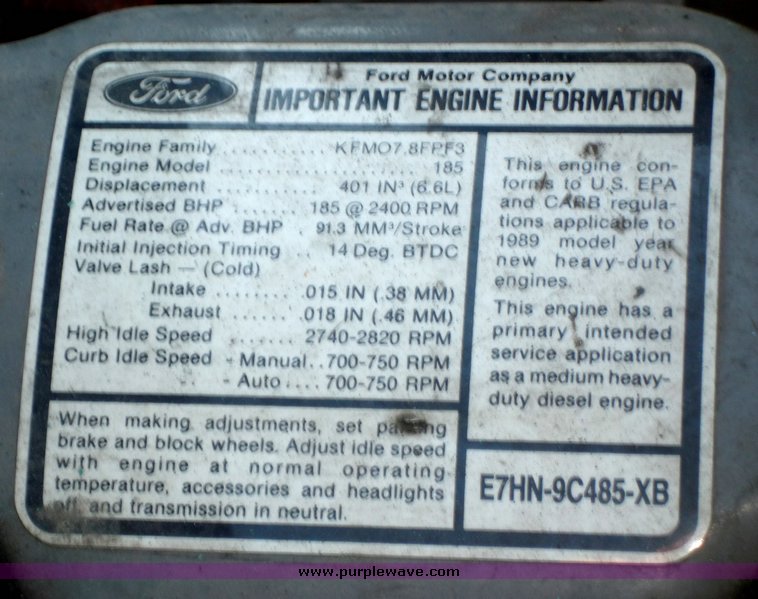 Ford
Ford Motor Company
IMPORTANT ENGINE INFORMATION
Engine Family .......... KFM07.8FPF3
Engine Model .................. 185
Displacement ....... 401 IN³ (6.6L)
Advertised BHP ...... 185 @ 2400 RPM
Fuel Rate @ Adv. BHP . 91.3 MM³/Stroke
Initial Injection Timing .. 14 Deg. BTDC
Valve Lash — (Cold)
Intake ........ .015 IN (.38 MM)
Exhaust ...... .018 IN (.46 MM)
High Idle Speed ....... 2740-2820 RPM
Curb Idle Speed - Manual.. 700-750 RPM
- Auto .... 700-750 RPM
When making adjustments, set parking
brake and block wheels. Adjust idle speed
with engine at normal operating
temperature, accessories and headlights
off and transmission in neutral.
This engine con-
forms to U.S. EPA
and CARB regula-
tions applicable to
1989 model year
new heavy-duty
engines.
This engine has a
primary intended
service application
as a medium heavy-
duty diesel engine.
E7HN-9C485-XB
www.purplewave.com